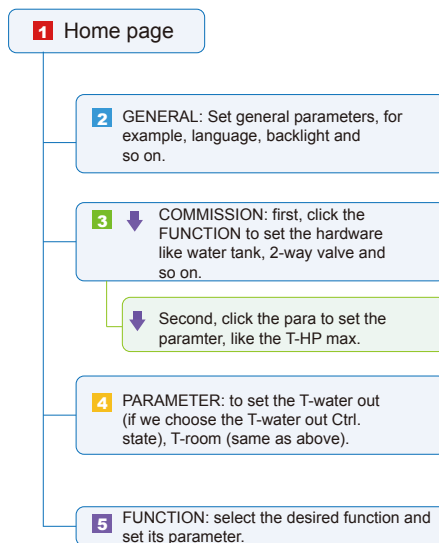 1 Home page
2 GENERAL: Set general parameters, for
example, language, backlight and
so on.
3 COMMISSION: first, click the
FUNCTION to set the hardware
like water tank, 2-way valve and
so on.
Second, click the para to set the
paramter, like the T-HP max.
4 PARAMETER: to set the T-water out
(if we choose the T-water out Ctrl.
state), T-room (same as above).
5 FUNCTION: select the desired function and
set its parameter.